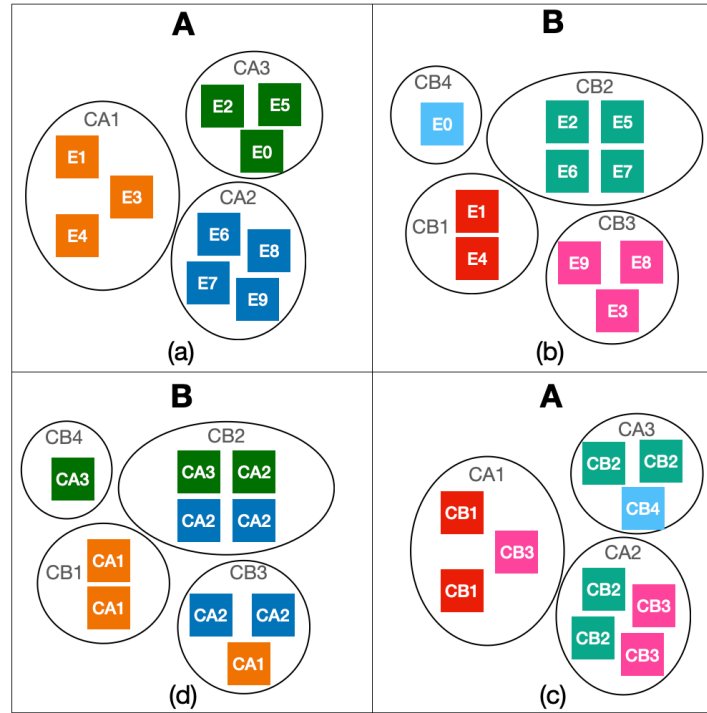 A
CA3
E2 E5
E0
CA1
E1
E3
E4
CA2
E6
E8
E7
E9
(a)
B
CB4
E0
CB2
E2 E5
E6 E7
CB1
E1
E4
CB3
E9 E8
E3
(b)
B
CB4
CA3
CB2
CA3 CA2
CA2 CA2
CB1
CA1
CA1
CB3
CA2 CA2
CA1
(d)
A
CA3
CB2 CB2
CB4
CA1
CB1
CB3
CB1
CA2
CB2
CB3
CB2
CB3
(c)